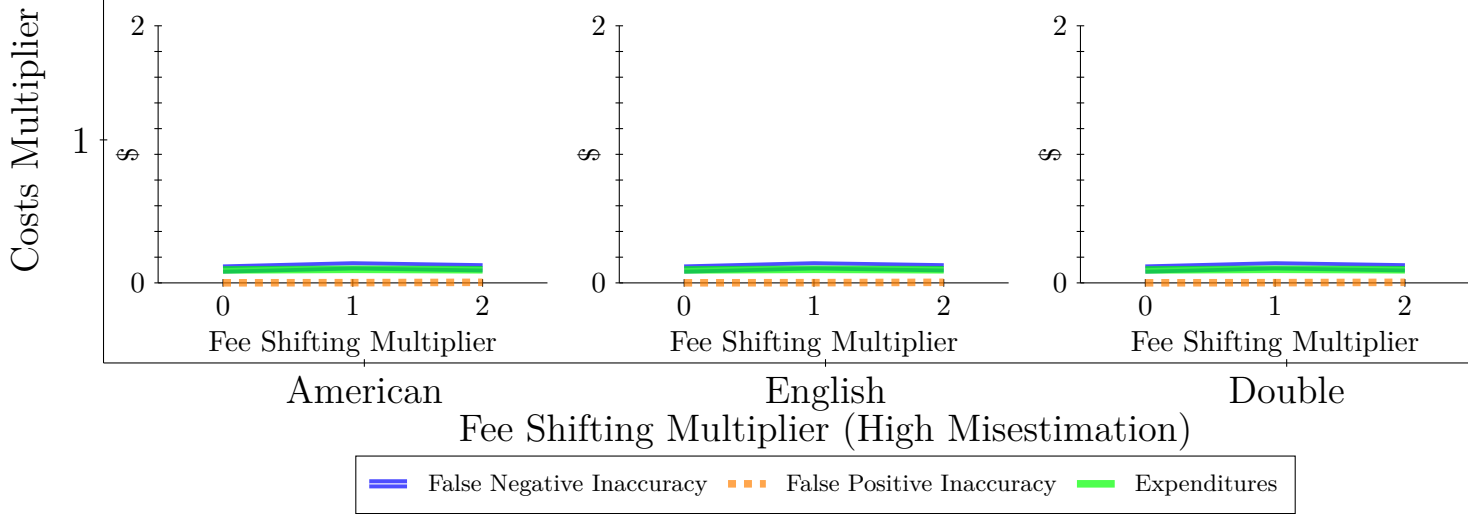 Costs Multiplier
1
2
0
$
0 1 2
Fee Shifting Multiplier
2
0
$
0 1 2
Fee Shifting Multiplier
2
0
$
0 1 2
Fee Shifting Multiplier
American English Double
Fee Shifting Multiplier (High Misestimation)
False Negative Inaccuracy False Positive Inaccuracy Expenditures